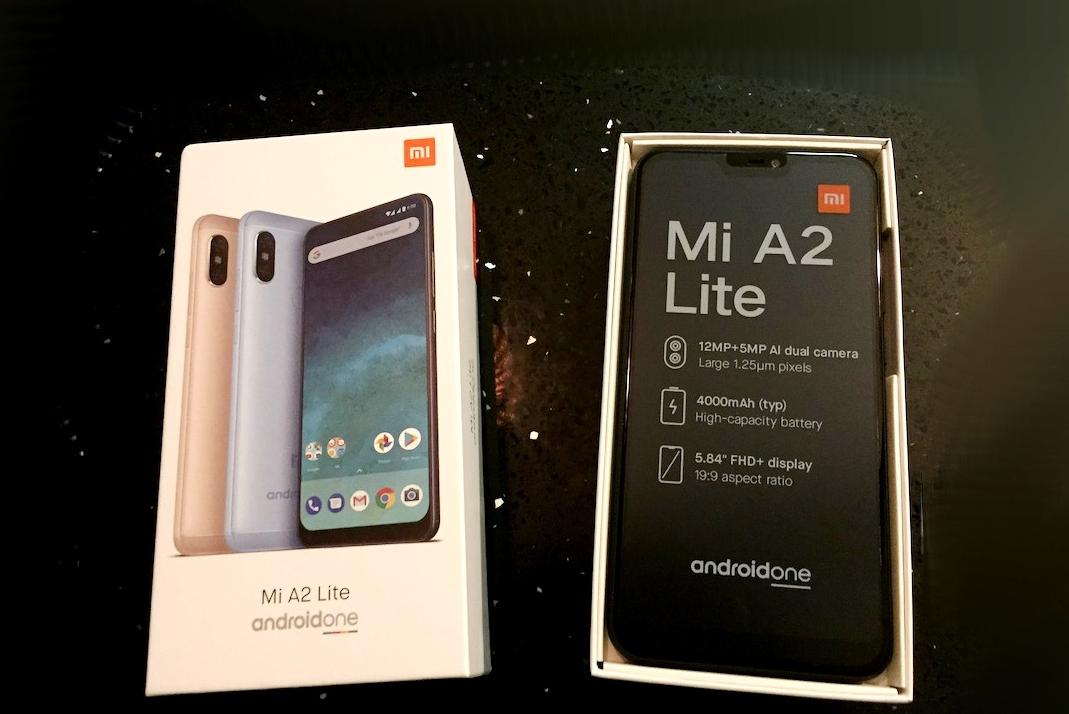 mi
Mi A2 Lite
androidone
mi
Mi A2
Lite
12MP+5MP AI dual camera
Large 1.25μm pixels
4000mAh (typ)
High-capacity battery
5.84" FHD+ display
19:9 aspect ratio
androidone